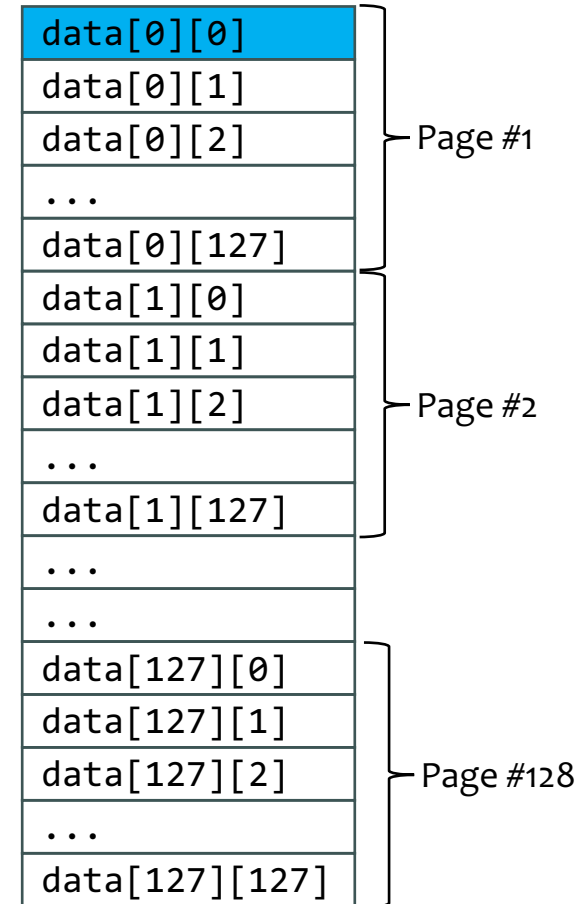 data[0][0]
data[0][1]
data[0][2]
...
data[0][127]
Page #1
data[1][0]
data[1][1]
data[1][2]
...
data[1][127]
Page #2
...
...
data[127][0]
data[127][1]
data[127][2]
...
data[127][127]
Page #128